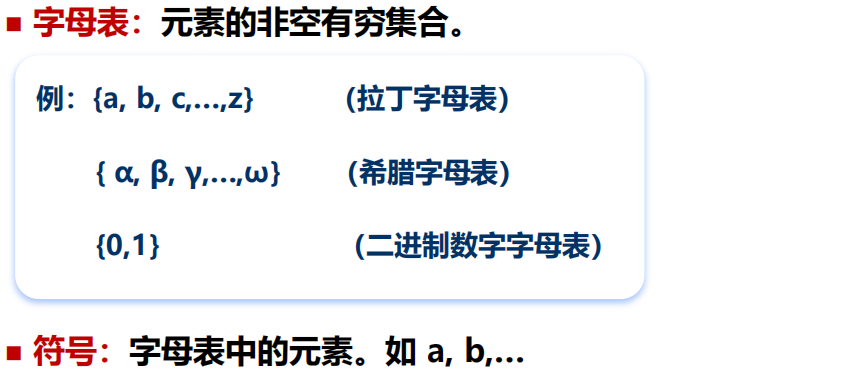 ■ 字母表：元素的非空有穷集合。
例：{a, b, c,…,z} (拉丁字母表)
{ α, β, γ,…,ω} (希腊字母表)
{0,1} (二进制数字字母表)
■ 符号：字母表中的元素。如 a, b,…